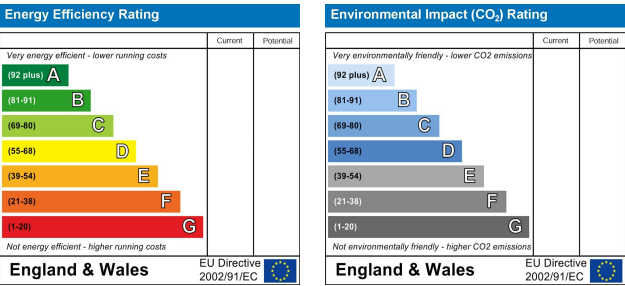 Energy Efficiency Rating
Current Potential
Very energy efficient - lower running costs
(92 plus) A
(81-91) B
(69-80) C
(55-68) D
(39-54) E
(21-38) F
(1-20) G
Not energy efficient - higher running costs
England & Wales
EU Directive
2002/91/EC
Environmental Impact (CO₂) Rating
Current Potential
Very environmentally friendly - lower CO2 emissions
(92 plus) A
(81-91) B
(69-80) C
(55-68) D
(39-54) E
(21-38) F
(1-20) G
Not environmentally friendly - higher CO2 emissions
England & Wales
EU Directive
2002/91/EC